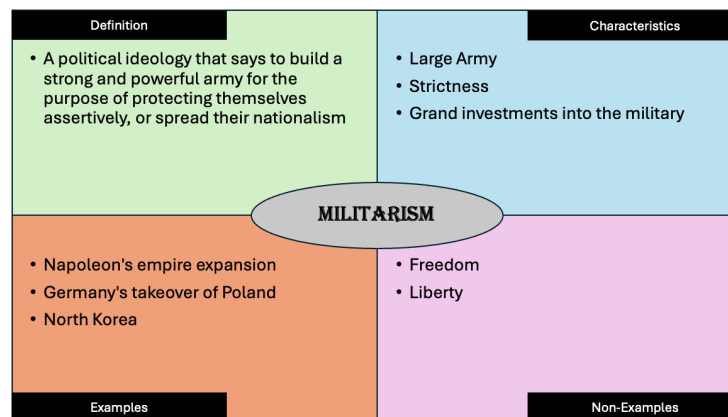 Definition
Characteristics
• A political ideology that says to build a
strong and powerful army for the
purpose of protecting themselves
assertively, or spread their nationalism
• Large Army
• Strictness
• Grand investments into the military
MILITARISM
• Napoleon's empire expansion
• Germany's takeover of Poland
• North Korea
• Freedom
• Liberty
Examples
Non-Examples